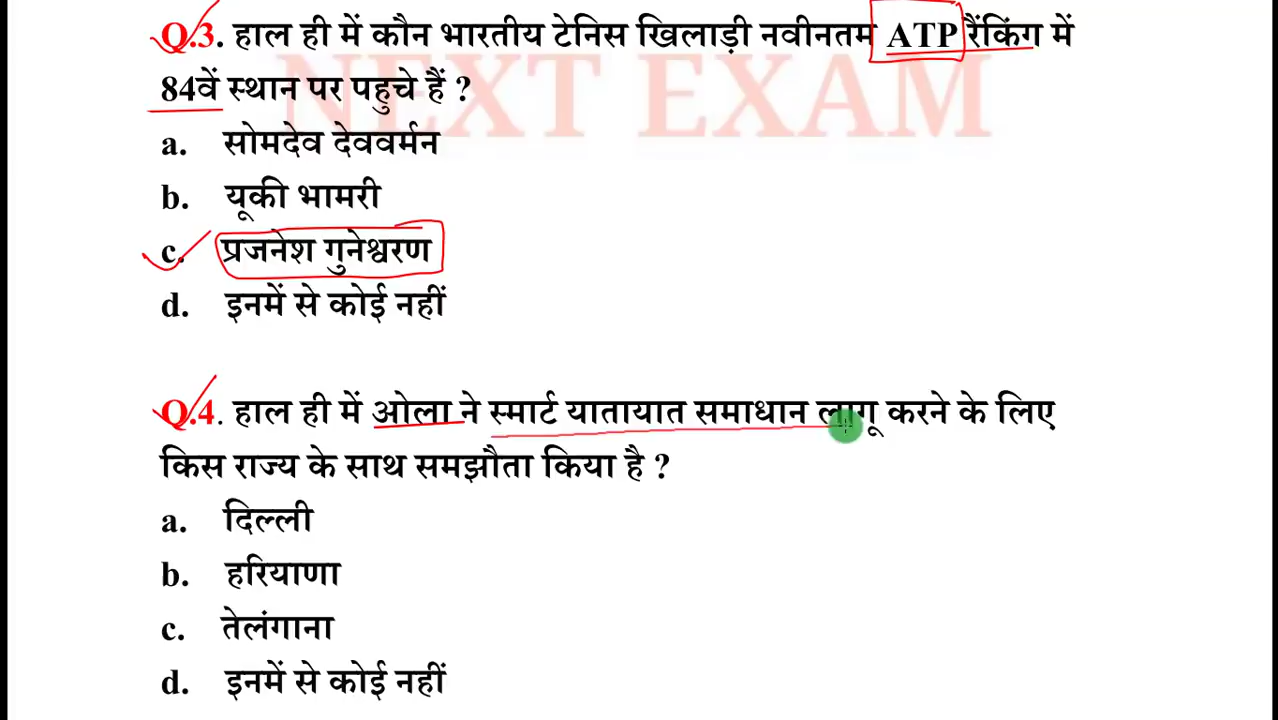 Q.3. हाल ही में कौन भारतीय टेनिस खिलाड़ी नवीनतम ATP रैंकिंग में
84वें स्थान पर पहुचे हैं ?
NEXT EXAM
a. सोमदेव देववर्मन
b. यूकी भामरी
c. प्रजनेश गुनेश्वरण
d. इनमें से कोई नहीं
Q.4. हाल ही में ओला ने स्मार्ट यातायात समाधान लागू करने के लिए
किस राज्य के साथ समझौता किया है ?
a. दिल्ली
b. हरियाणा
c. तेलंगाना
d. इनमें से कोई नहीं